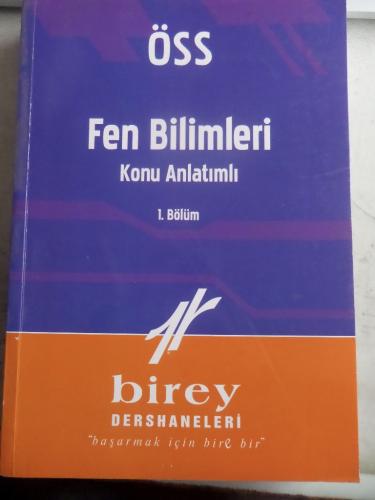 ÖSS
Fen Bilimleri
Konu Anlatımlı
1. Bölüm
birey
DERSHANELERİ
"başarmak için bire bir"